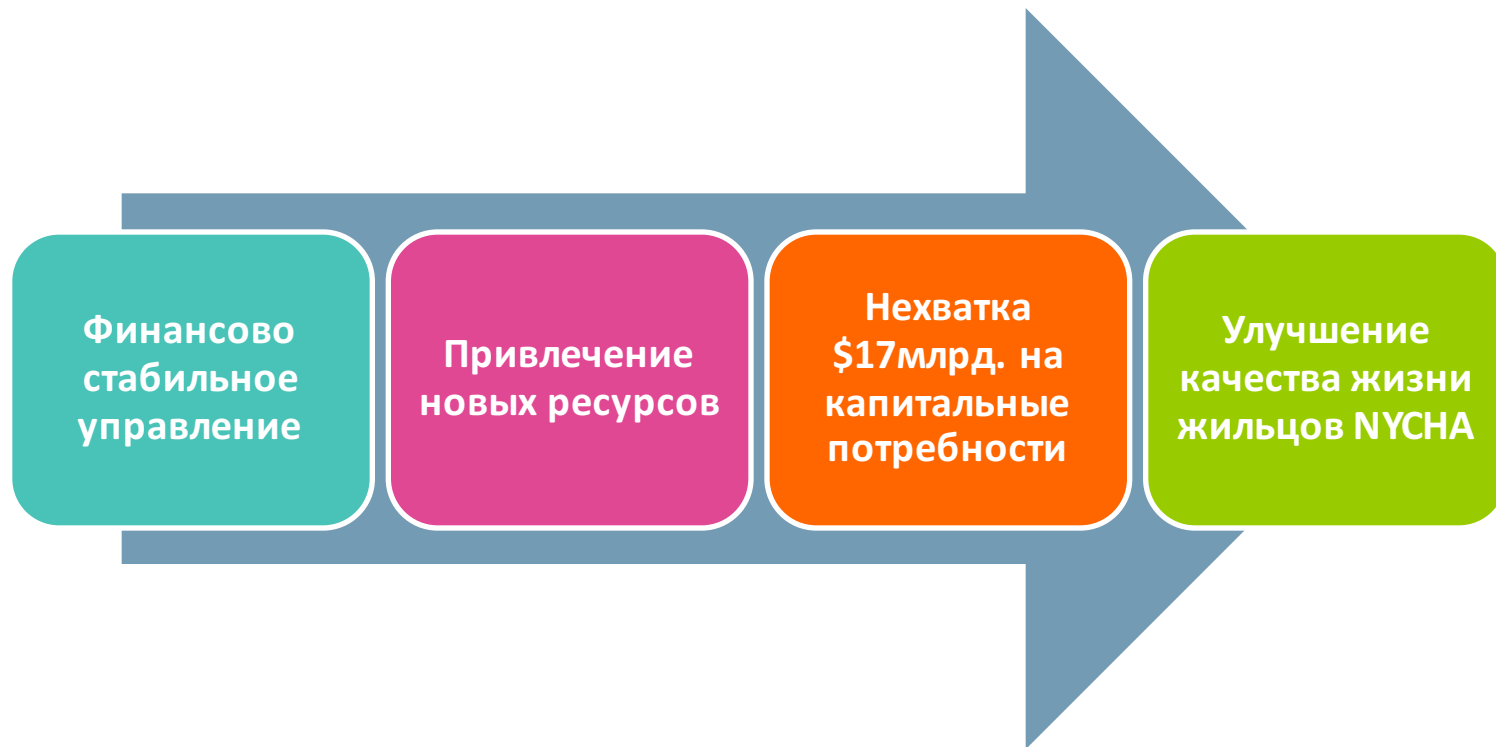 Финансово
стабильное
управление
Привлечение
новых ресурсов
Нехватка
$17млрд. на
капитальные
потребности
Улучшение
качества жизни
жильцов NYCHA